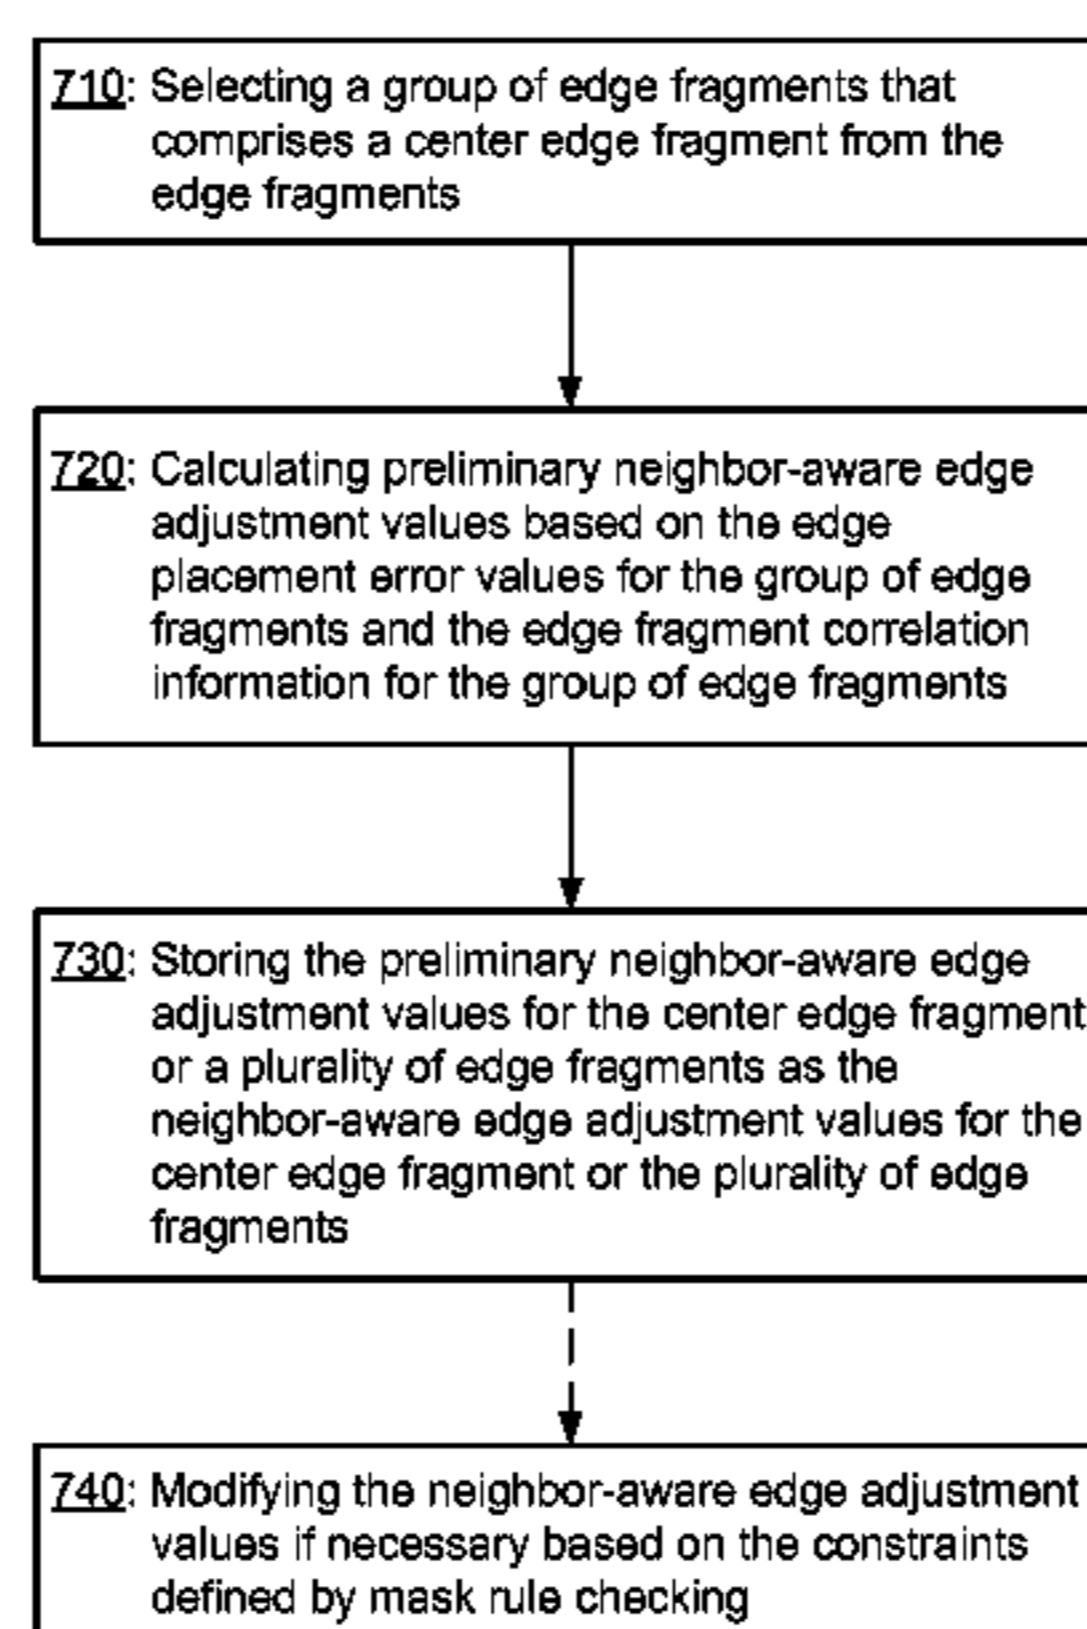 710: Selecting a group of edge fragments that
comprises a center edge fragment from the
edge fragments
720: Calculating preliminary neighbor-aware edge
adjustment values based on the edge
placement error values for the group of edge
fragments and the edge fragment correlation
information for the group of edge fragments
730: Storing the preliminary neighbor-aware edge
adjustment values for the center edge fragment
or a plurality of edge fragments as the
neighbor-aware edge adjustment values for the
center edge fragment or the plurality of edge
fragments
740: Modifying the neighbor-aware edge adjustment
values if necessary based on the constraints
defined by mask rule checking